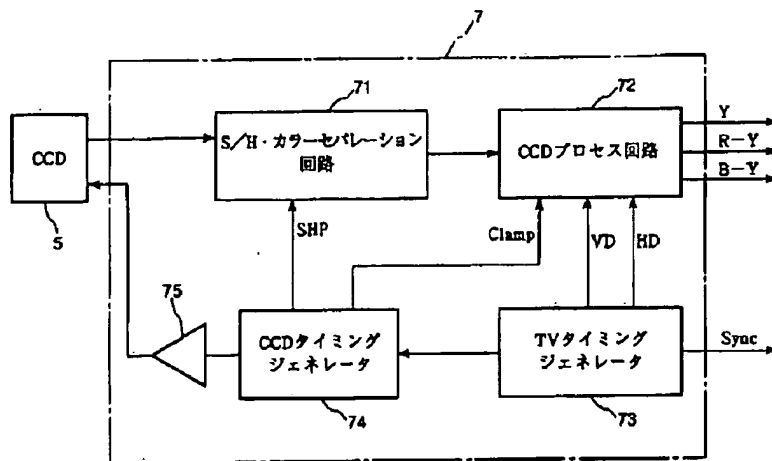 7
71
72
CCD
5
S/H・カラーセパレーション
回路
CCDプロセス回路
Y
R-Y
B-Y
SHP
Clamp
VD
HD
75
CCDタイミング
ジェネレータ
74
TVタイミング
ジェネレータ
73
Sync